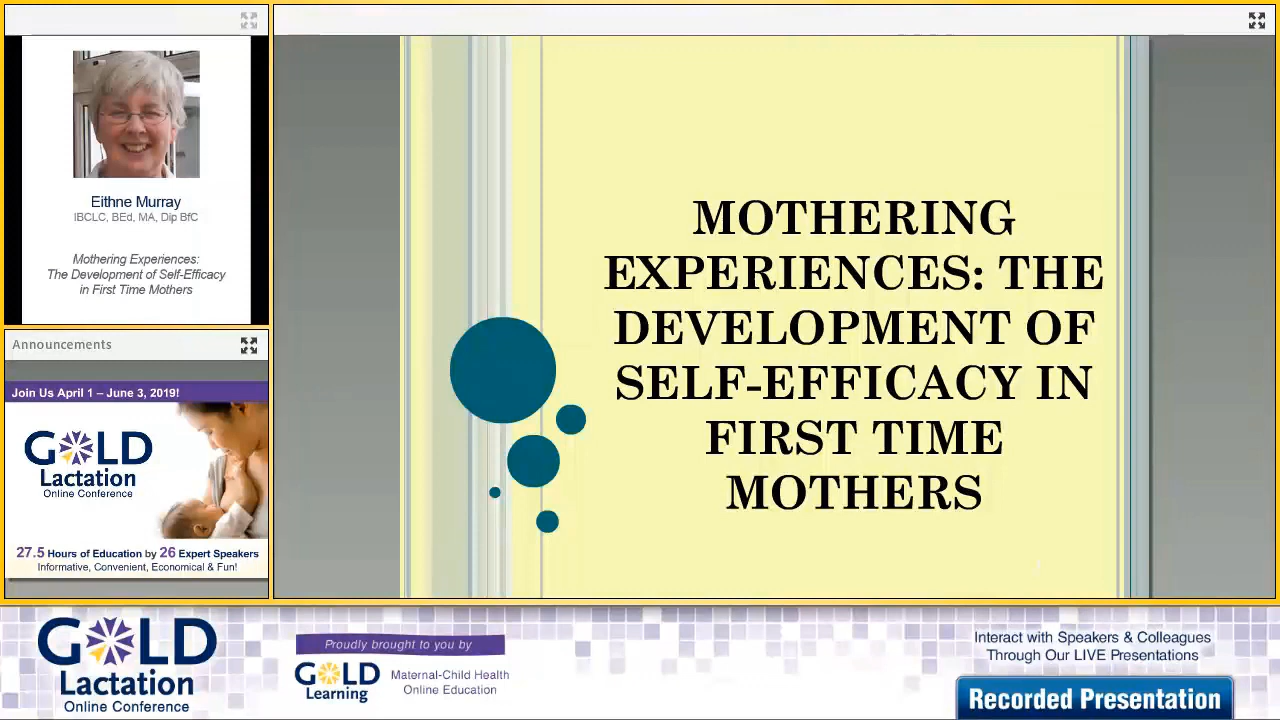 Eithne Murray
IBCLC, BEd, MA, Dip BfC
Mothering Experiences:
The Development of Self-Efficacy
in First Time Mothers
Announcements
Join Us April 1 – June 3, 2019!
GOLD
Lactation
Online Conference
27.5 Hours of Education by 26 Expert Speakers
Informative, Convenient, Economical & Fun!
MOTHERING
EXPERIENCES: THE
DEVELOPMENT OF
SELF-EFFICACY IN
FIRST TIME
MOTHERS
GOLD
Lactation
Online Conference
Proudly brought to you by
GOLD
Learning
Maternal-Child Health
Online Education
Interact with Speakers & Colleagues
Through Our LIVE Presentations
Recorded Presentation